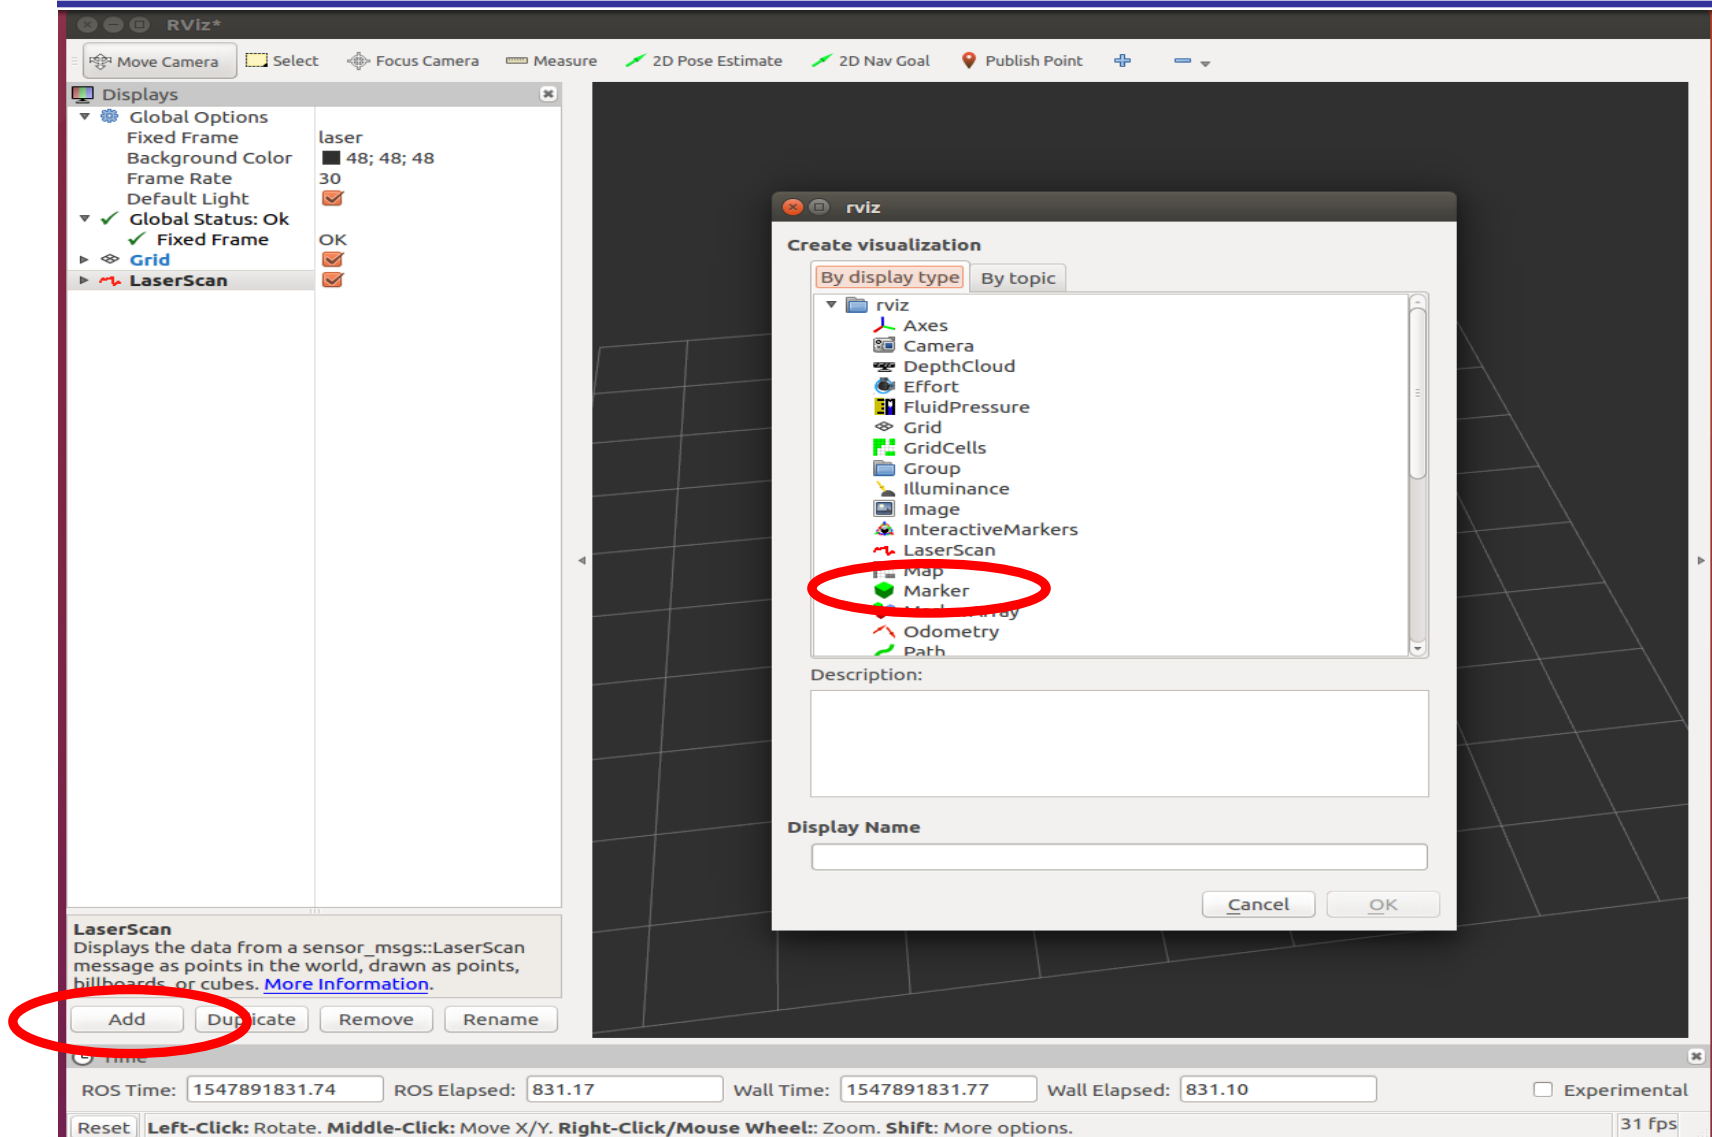 RViz*
Move Camera Select Focus Camera Measure 2D Pose Estimate 2D Nav Goal Publish Point
Displays
Global Options
Fixed Frame laser
Background Color 48; 48; 48
Frame Rate 30
Default Light
Global Status: Ok
Fixed Frame OK
Grid
LaserScan
LaserScan
Displays the data from a sensor_msgs::LaserScan
message as points in the world, drawn as points,
billboards, or cubes. More Information.
Add Duplicate Remove Rename
rviz
Create visualization
By display type By topic
rviz
Axes
Camera
DepthCloud
Effort
FluidPressure
Grid
GridCells
Group
Illuminance
Image
InteractiveMarkers
LaserScan
Map
Marker
MarkerArray
Odometry
Path
Description:
Display Name
Cancel OK
Time
ROS Time: 1547891831.74 ROS Elapsed: 831.17 Wall Time: 1547891831.77 Wall Elapsed: 831.10 Experimental
Reset Left-Click: Rotate. Middle-Click: Move X/Y. Right-Click/Mouse Wheel:: Zoom. Shift: More options. 31 fps